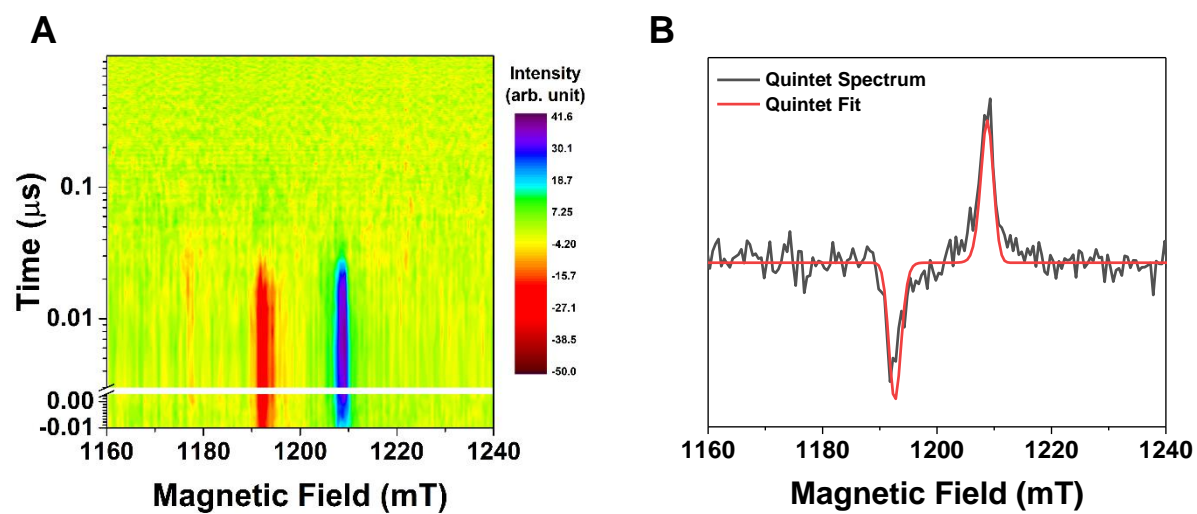 A
Intensity
(arb. unit)
41.6
30.1
18.7
7.25
-4.20
-15.7
-27.1
-38.5
-50.0
Time (μs)
0.1
0.01
0.00
-0.01
1160 1180 1200 1220 1240
Magnetic Field (mT)
B
Quintet Spectrum
Quintet Fit
1160 1180 1200 1220 1240
Magnetic Field (mT)